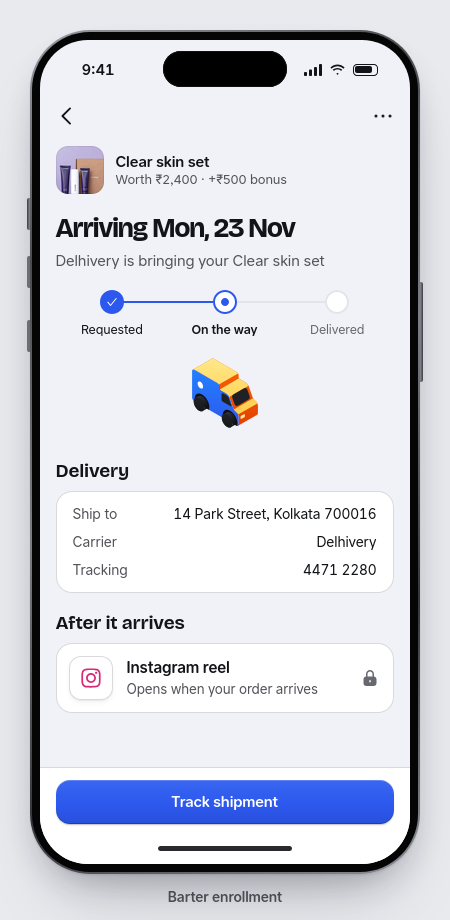 9:41
Clear skin set
Worth ₹2,400 · +₹500 bonus
Arriving Mon, 23 Nov
Delhivery is bringing your Clear skin set
Requested
On the way
Delivered
Delivery
Ship to 14 Park Street, Kolkata 700016
Carrier Delhivery
Tracking 4471 2280
After it arrives
Instagram reel
Opens when your order arrives
Track shipment
Barter enrollment